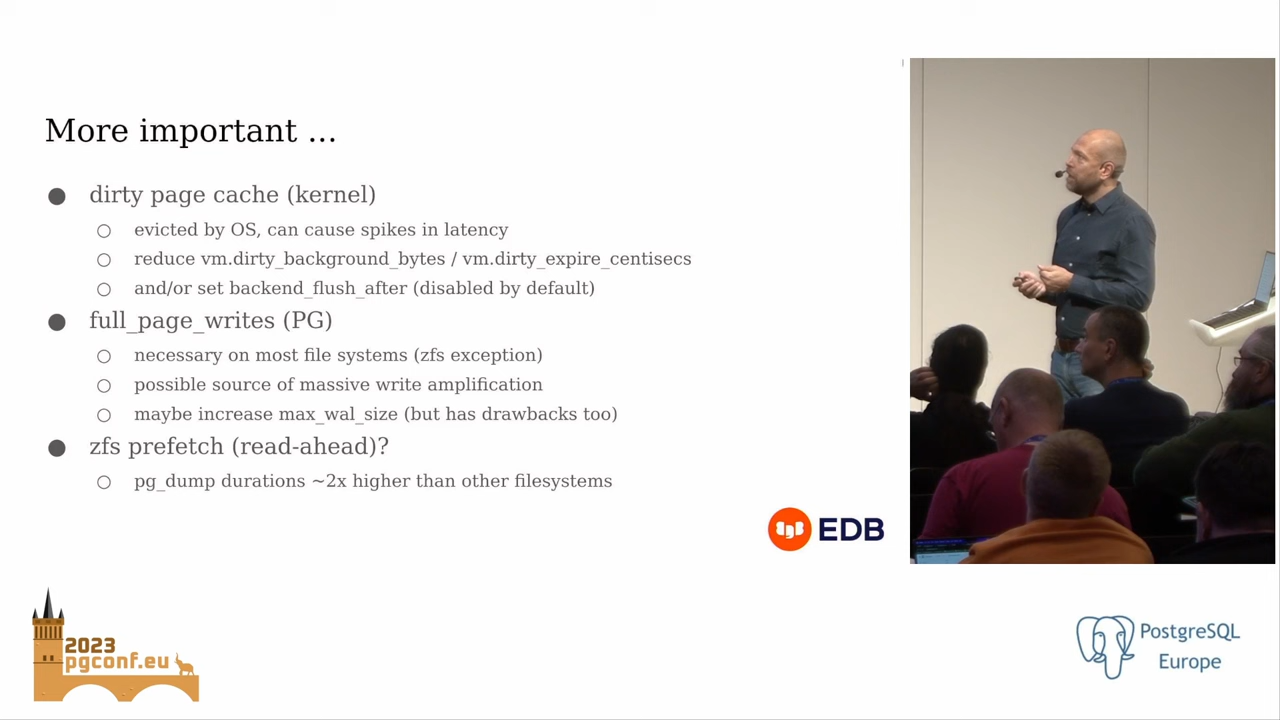 More important ...
● dirty page cache (kernel)
○ evicted by OS, can cause spikes in latency
○ reduce vm.dirty_background_bytes / vm.dirty_expire_centisecs
○ and/or set backend_flush_after (disabled by default)
● full_page_writes (PG)
○ necessary on most file systems (zfs exception)
○ possible source of massive write amplification
○ maybe increase max_wal_size (but has drawbacks too)
● zfs prefetch (read-ahead)?
○ pg_dump durations ~2x higher than other filesystems
EDB
2023
pgconf.eu
PostgreSQL
Europe